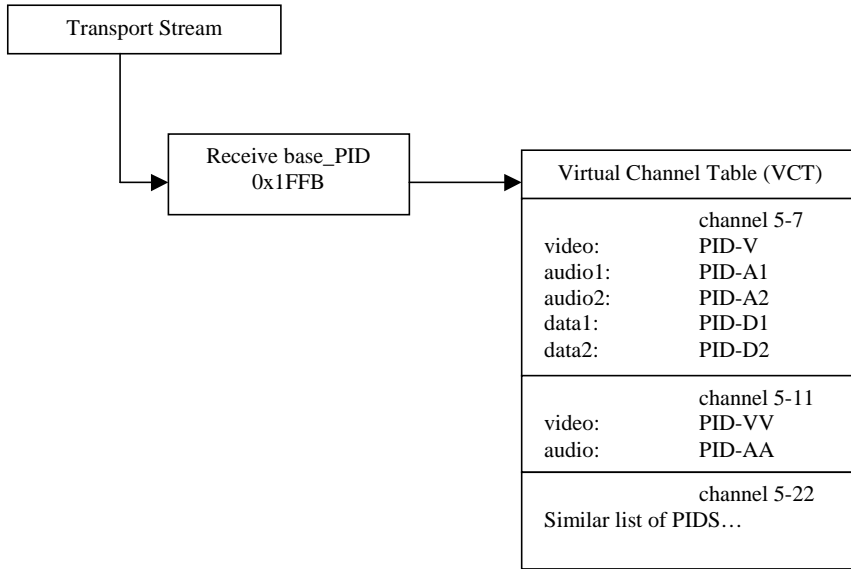 Transport Stream
Receive base_PID
0x1FFB
Virtual Channel Table (VCT)
channel 5-7
video: PID-V
audio1: PID-A1
audio2: PID-A2
data1: PID-D1
data2: PID-D2
channel 5-11
video: PID-VV
audio: PID-AA
channel 5-22
Similar list of PIDS…